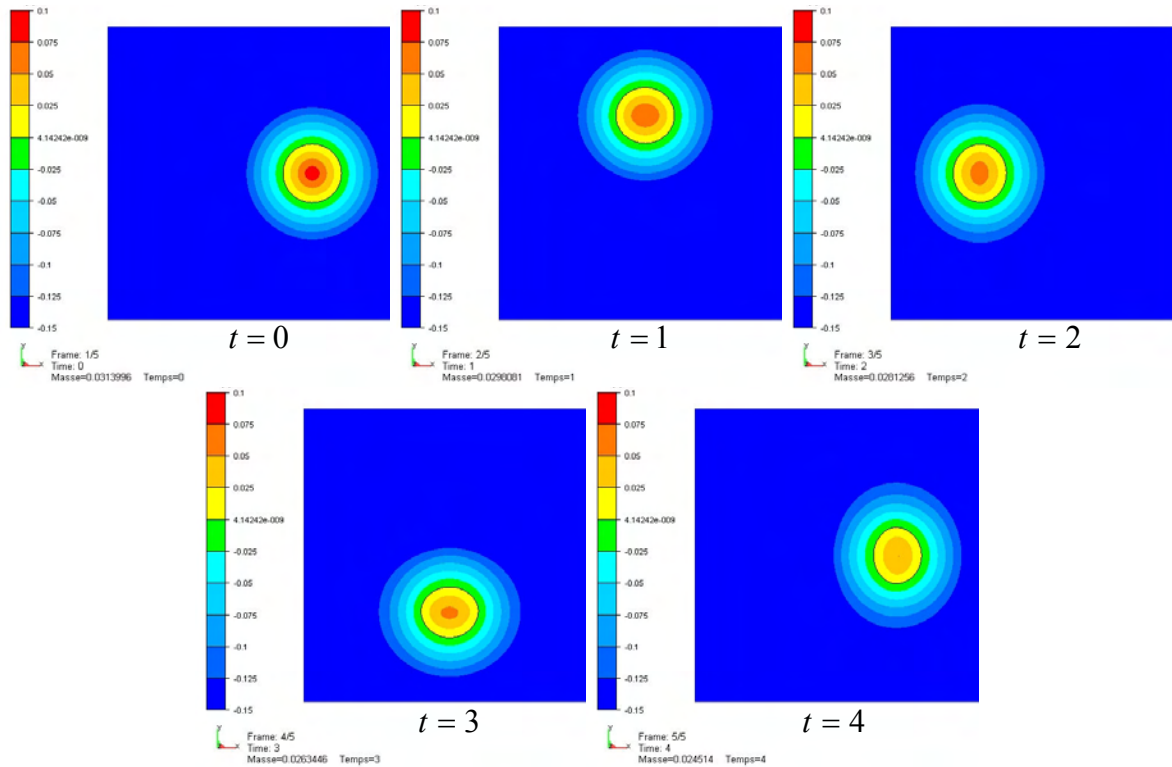 0.1
0.075
0.05
0.025
4.14242e-009
-0.025
-0.05
-0.075
-0.1
-0.125
-0.15
t = 0
y
x
Frame: 1/5
Time: 0
Masse=0.0313996 Temps=0
0.1
0.075
0.05
0.025
4.14242e-009
-0.025
-0.05
-0.075
-0.1
-0.125
-0.15
t = 1
y
x
Frame: 2/5
Time: 1
Masse=0.0298081 Temps=1
0.1
0.075
0.05
0.025
4.14242e-009
-0.025
-0.05
-0.075
-0.1
-0.125
-0.15
t = 2
y
x
Frame: 3/5
Time: 2
Masse=0.0281256 Temps=2
0.1
0.075
0.05
0.025
4.14242e-009
-0.025
-0.05
-0.075
-0.1
-0.125
-0.15
t = 3
y
x
Frame: 4/5
Time: 3
Masse=0.0263446 Temps=3
0.1
0.075
0.05
0.025
4.14242e-009
-0.025
-0.05
-0.075
-0.1
-0.125
-0.15
t = 4
y
x
Frame: 5/5
Time: 4
Masse=0.024514 Temps=4